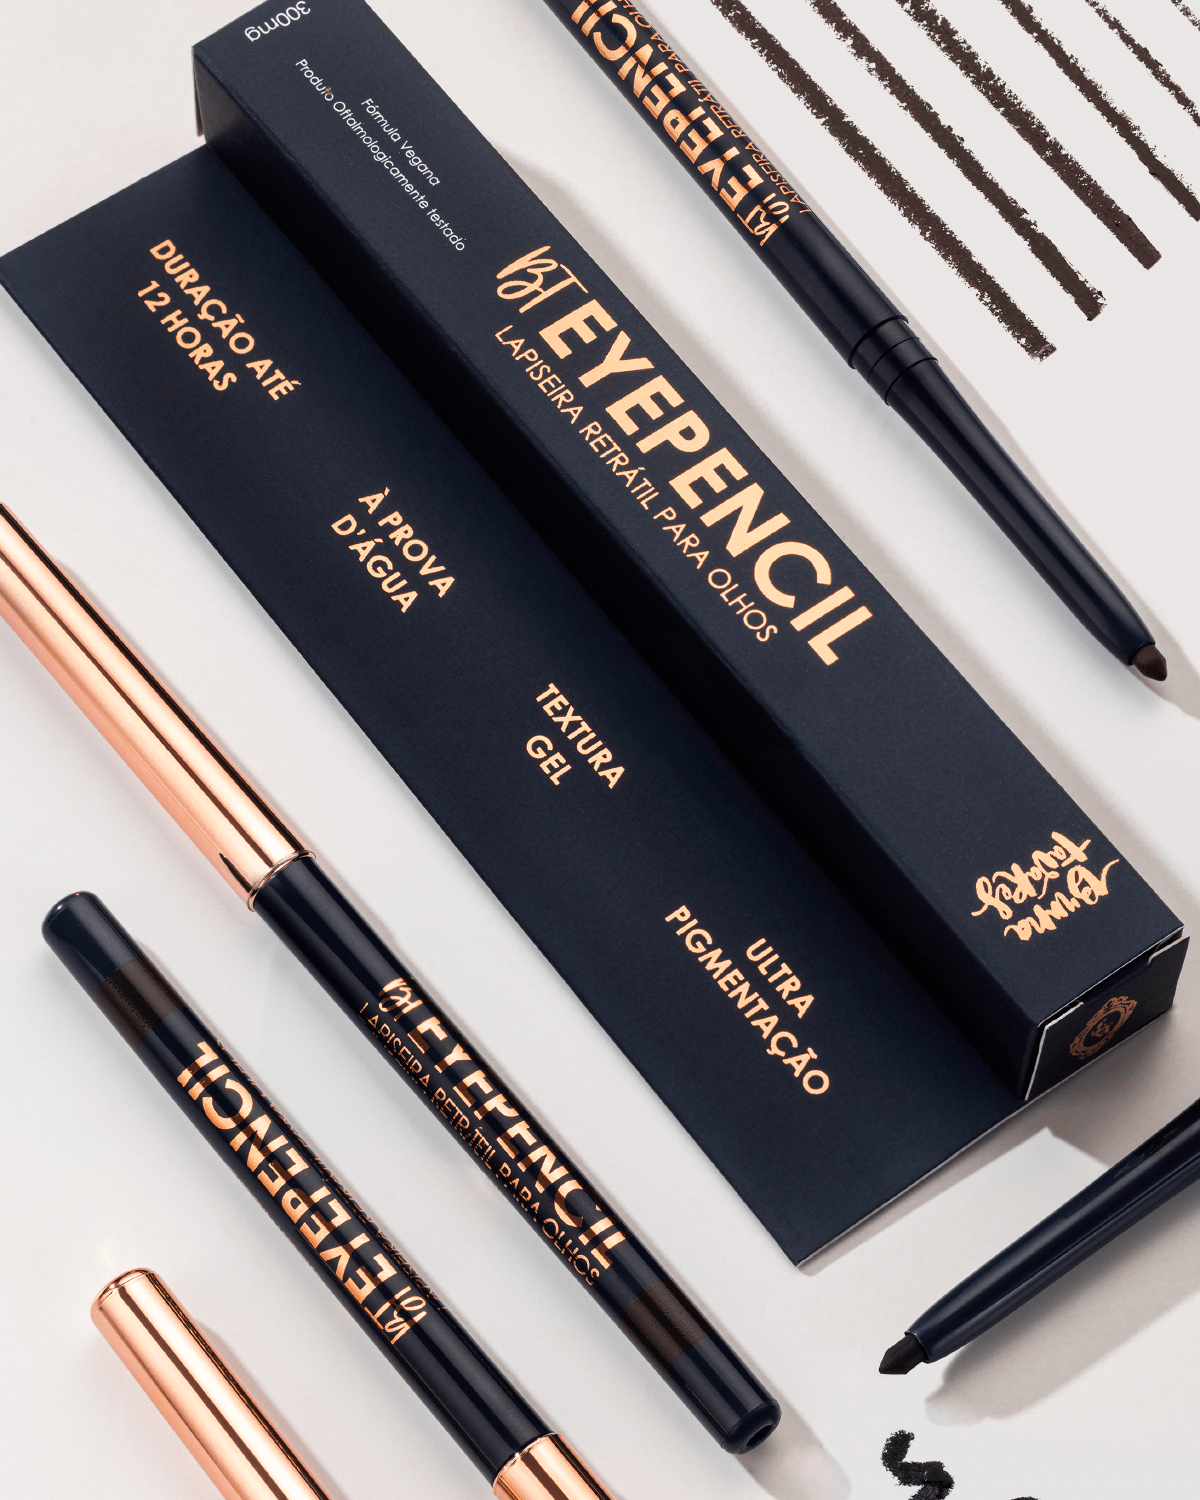 300mg
Fórmula Vegana
Produto Oftalmologicamente testado
BT EYEPENCIL
LAPISEIRA RETRÁTIL PARA OLHOS
Bruna
tavares
DURAÇÃO ATÉ
12 HORAS
À PROVA
D'ÁGUA
TEXTURA
GEL
ULTRA
PIGMENTAÇÃO
BT EYEPENCIL
LAPISEIRA RETRÁTIL PARA
BT EYEPENCIL
LAPISEIRA RETRÁTIL PARA OLHOS
BT EYEPENCIL